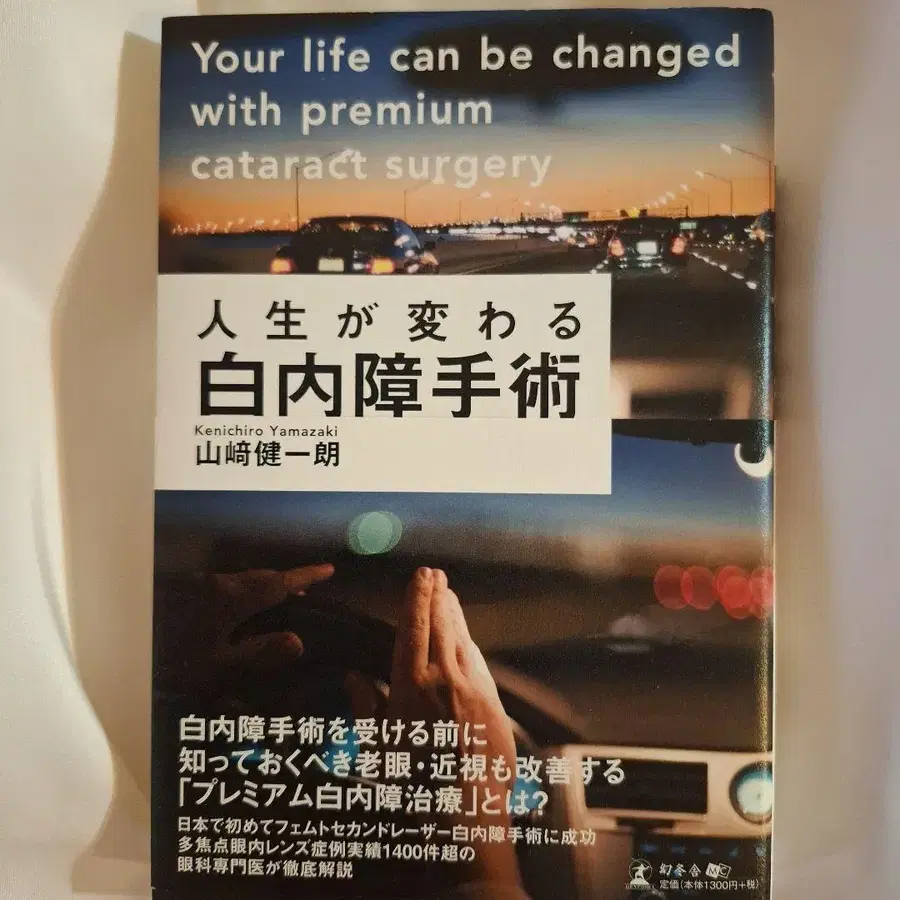 Your life can be changed
with premium
cataract surgery
人生が変わる
白内障手術
Kenichiro Yamazaki
山﨑健一朗
白内障手術を受ける前に
知っておくべき老眼・近視も改善する
「プレミアム白内障治療」とは?
日本で初めてフェムトセカンドレーザー白内障手術に成功
多焦点眼内レンズ症例実績1400件超の
眼科専門医が徹底解説
幻冬舎 MC
定価(本体1300円+税)